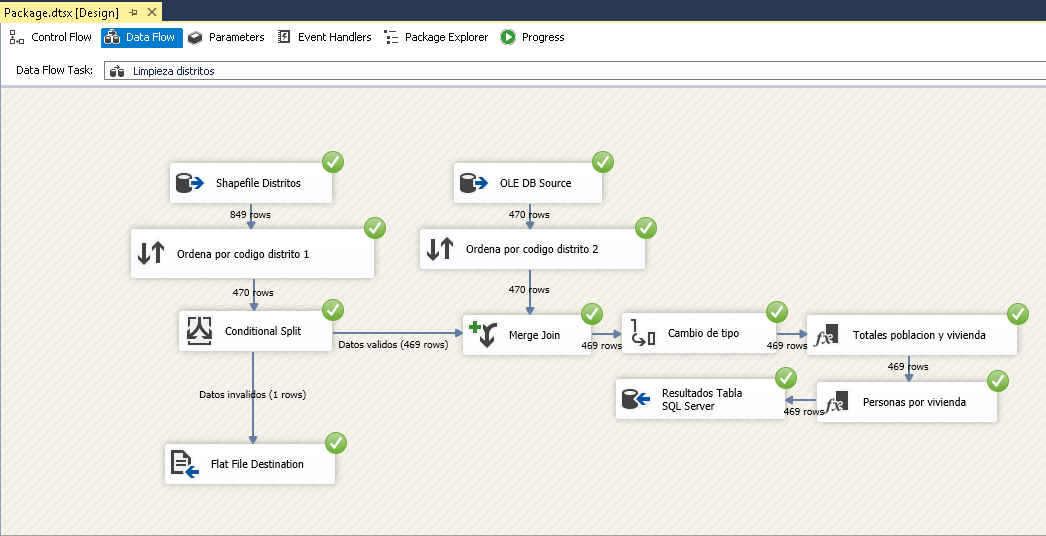 Package.dtsx [Design]
Control Flow
Data Flow
Parameters
Event Handlers
Package Explorer
Progress
Data Flow Task:
Limpieza distritos
Shapefile Distritos
OLE DB Source
849 rows
470 rows
Ordena por codigo distrito 1
Ordena por codigo distrito 2
470 rows
470 rows
Conditional Split
Datos validos (469 rows)
Merge Join
469 rows
Cambio de tipo
469 rows
Totales poblacion y vivienda
469 rows
Datos invalidos (1 rows)
Resultados Tabla
SQL Server
469 rows
Personas por vivienda
Flat File Destination